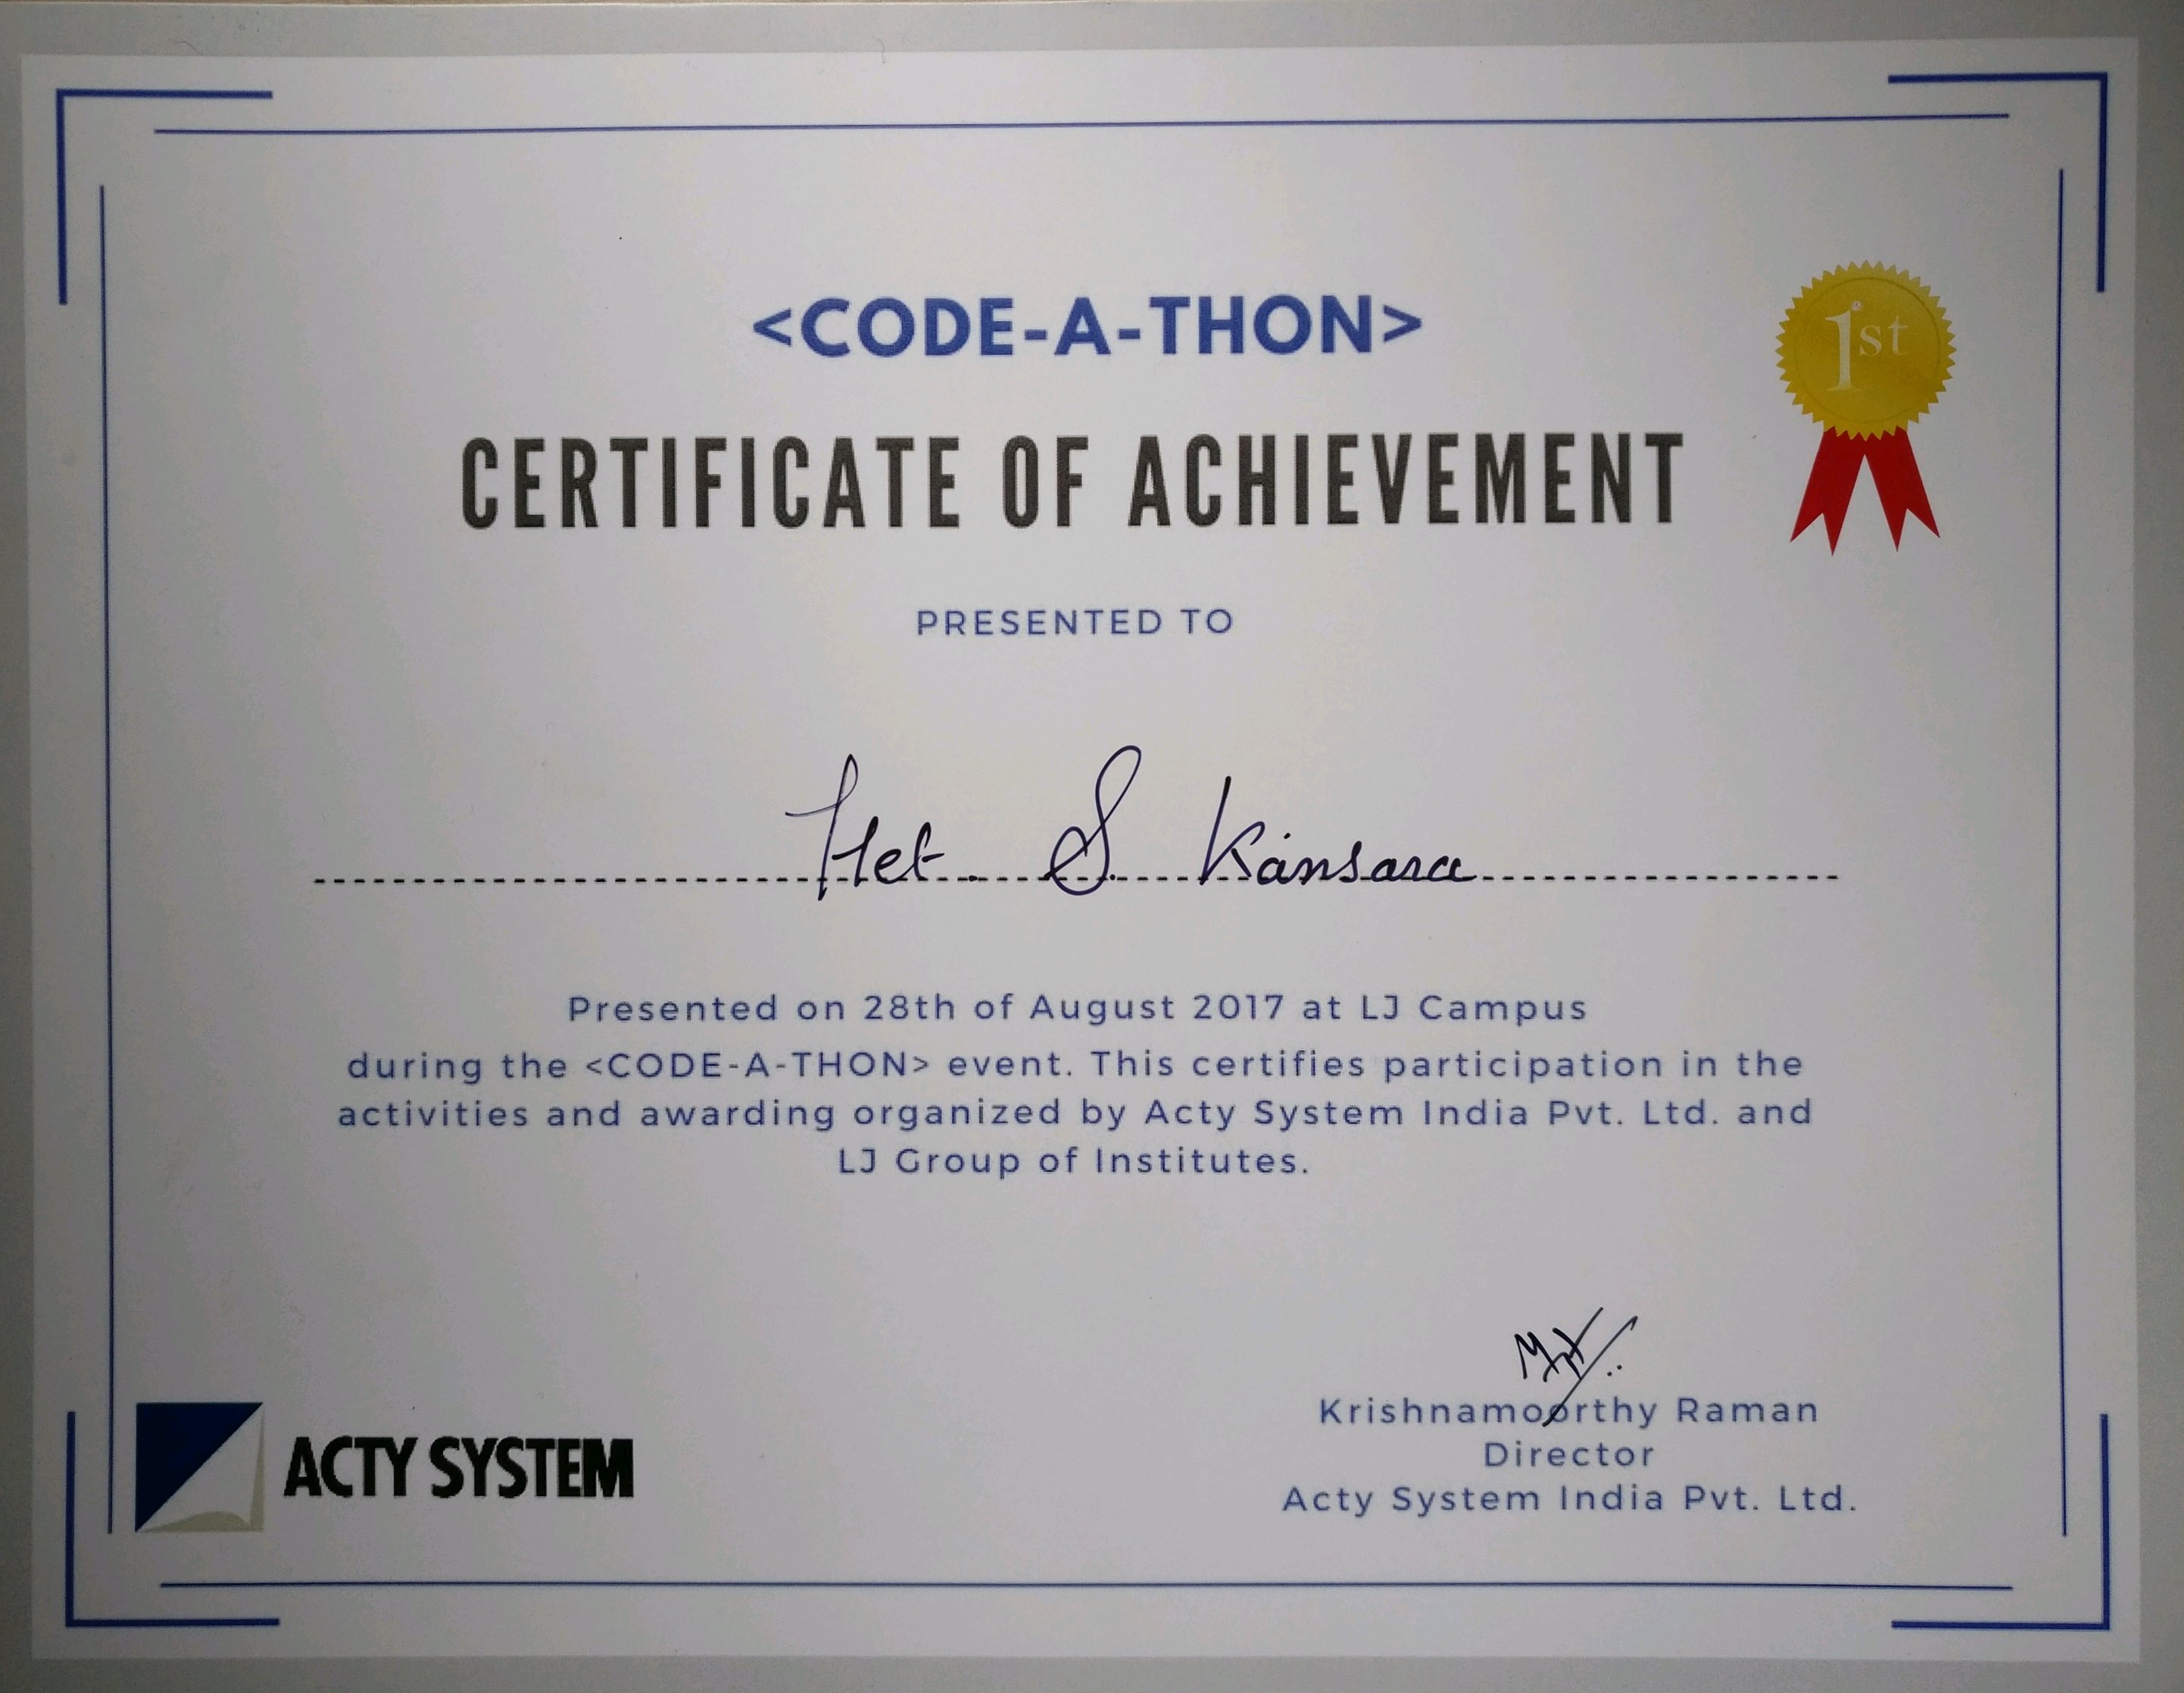 <CODE-A-THON>
1st
CERTIFICATE OF ACHIEVEMENT
PRESENTED TO
Het. S. Kansara
Presented on 28th of August 2017 at LJ Campus
during the <CODE-A-THON> event. This certifies participation in the
activities and awarding organized by Acty System India Pvt. Ltd. and
LJ Group of Institutes.
Krishnamoorthy Raman
Director
Acty System India Pvt. Ltd.
ACTY SYSTEM